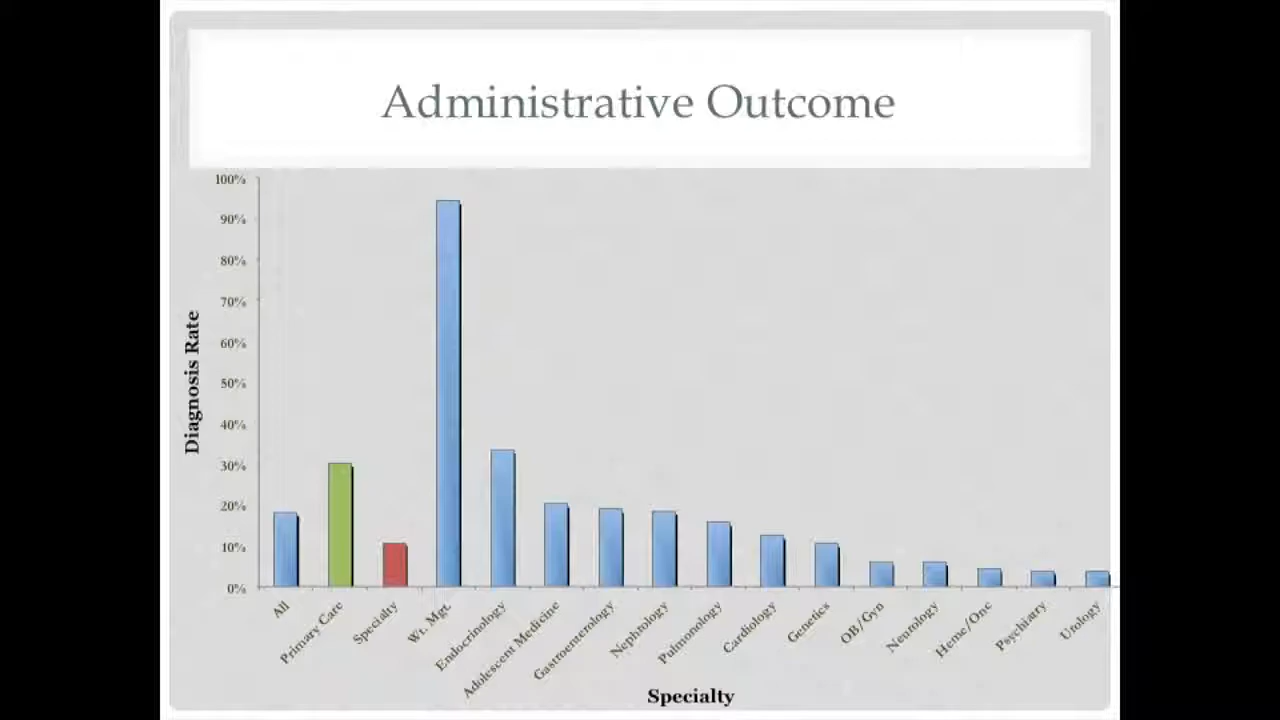 Administrative Outcome
100%
90%
80%
70%
60%
50%
40%
30%
20%
10%
0%
Diagnosis Rate
All
Primary Care
Specialty
Wt. Mgt.
Endocrinology
Adolescent Medicine
Gastroenterology
Nephrology
Pulmonology
Cardiology
Genetics
OB/Gyn
Neurology
Heme/Onc
Psychiatry
Urology
Specialty